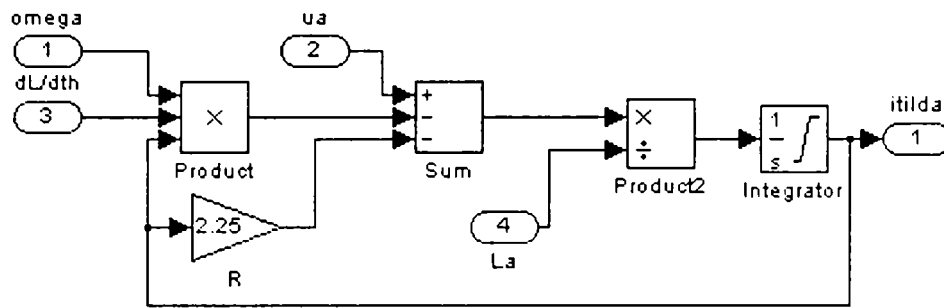 omega
1
dL/dth
3
ua
2
×
Product
+
−
−
Sum
2.25
R
×
÷
Product2
4
La
1
s
Integrator
itilda
1